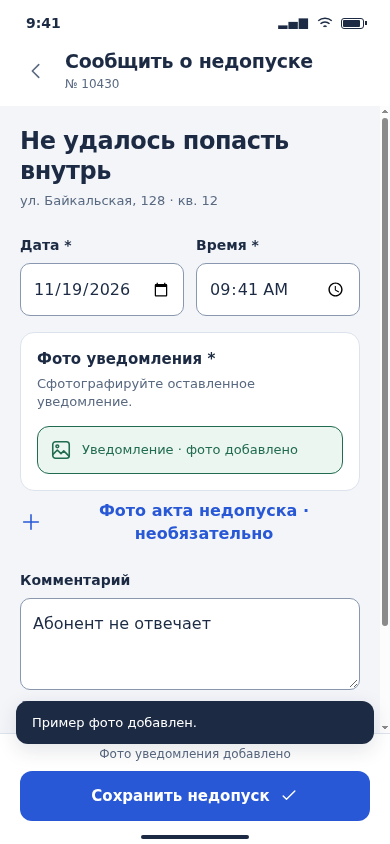 9:41
Сообщить о недопуске
№ 10430
Не удалось попасть
внутрь
ул. Байкальская, 128 · кв. 12
Дата *
Время *
11/19/2026
09:41 AM
Фото уведомления *
Сфотографируйте оставленное
уведомление.
Уведомление · фото добавлено
Фото акта недопуска ·
необязательно
Комментарий
Абонент не отвечает
Пример фото добавлен.
Фото уведомления добавлено
Сохранить недопуск